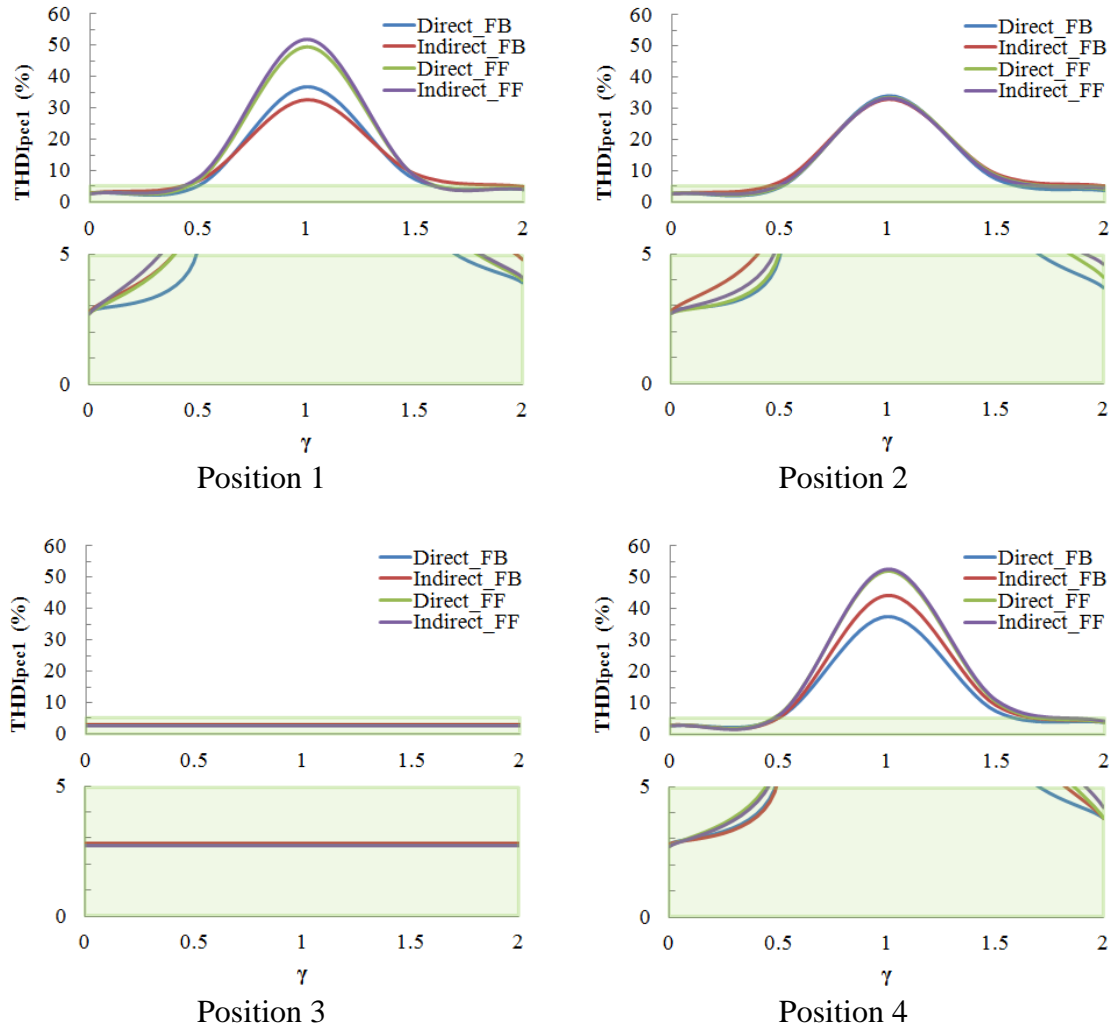 60
50
40
30
20
10
0
THDIpcc1 (%)
Direct_FB
Indirect_FB
Direct_FF
Indirect_FF
0 0.5 1 1.5 2
5
0
0 0.5 1 1.5 2
γ
Position 1
60
50
40
30
20
10
0
THDIpcc1 (%)
Direct_FB
Indirect_FB
Direct_FF
Indirect_FF
0 0.5 1 1.5 2
5
0
0 0.5 1 1.5 2
γ
Position 2
60
50
40
30
20
10
0
THDIpcc1 (%)
Direct_FB
Indirect_FB
Direct_FF
Indirect_FF
0 0.5 1 1.5 2
5
0
0 0.5 1 1.5 2
γ
Position 3
60
50
40
30
20
10
0
THDIpcc1 (%)
Direct_FB
Indirect_FB
Direct_FF
Indirect_FF
0 0.5 1 1.5 2
5
0
0 0.5 1 1.5 2
γ
Position 4